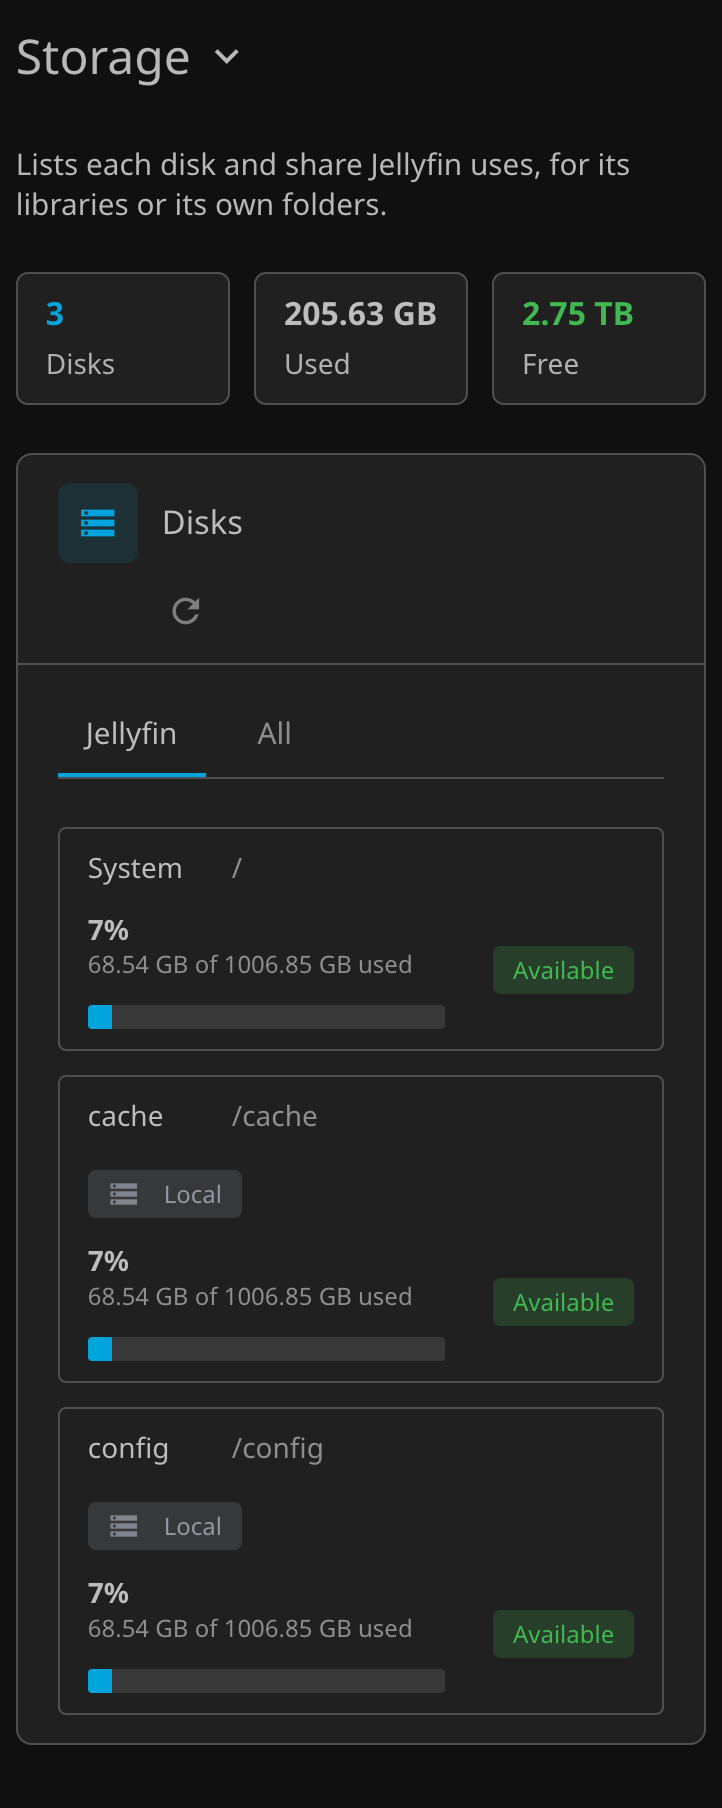 Storage
Lists each disk and share Jellyfin uses, for its
libraries or its own folders.
3
Disks
205.63 GB
Used
2.75 TB
Free
Disks
Jellyfin All
System /
7%
68.54 GB of 1006.85 GB used
Available
cache /cache
Local
7%
68.54 GB of 1006.85 GB used
Available
config /config
Local
7%
68.54 GB of 1006.85 GB used
Available